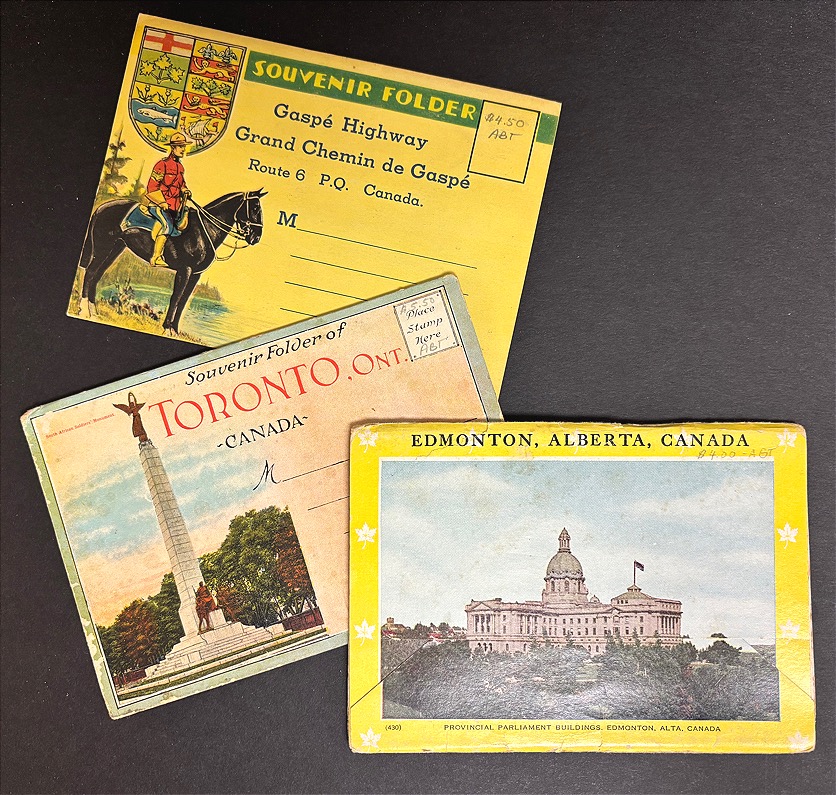 SOUVENIR FOLDER
$4.50
ABT
Gaspé Highway
Grand Chemin de Gaspé
Route 6 P.Q. Canada.
M
Souvenir Folder of
TORONTO, ONT.
-CANADA-
M
$5.50
Place
Stamp
Here
ABT
South African Soldiers' Monument
EDMONTON, ALBERTA, CANADA
$4.00-ABT
(430) PROVINCIAL PARLIAMENT BUILDINGS, EDMONTON, ALTA. CANADA